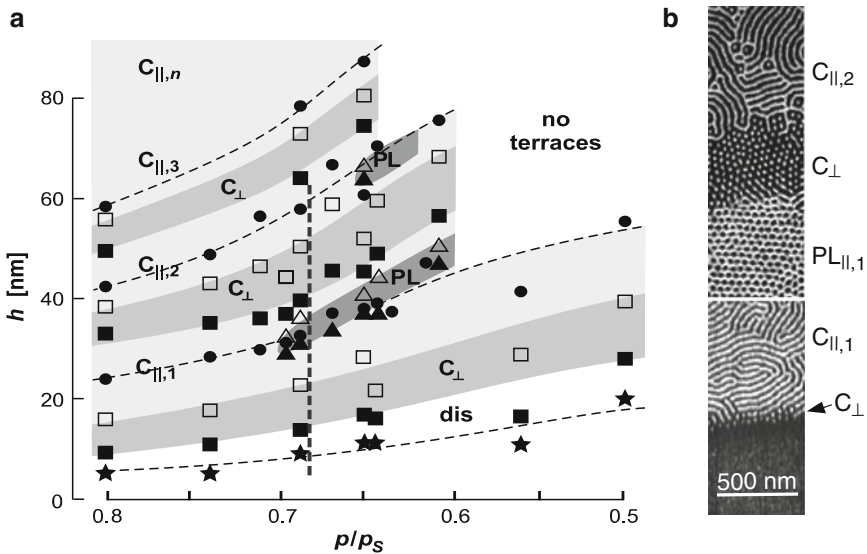 a
b
C||,n
C||,3
C⊥
C||,2
C⊥
C||,1
PL
PL
no
terraces
C⊥
dis
80
60
40
20
0
h [nm]
0.8
0.7
0.6
0.5
p/pS
C||,2
C⊥
PL||,1
C||,1
C⊥
500 nm